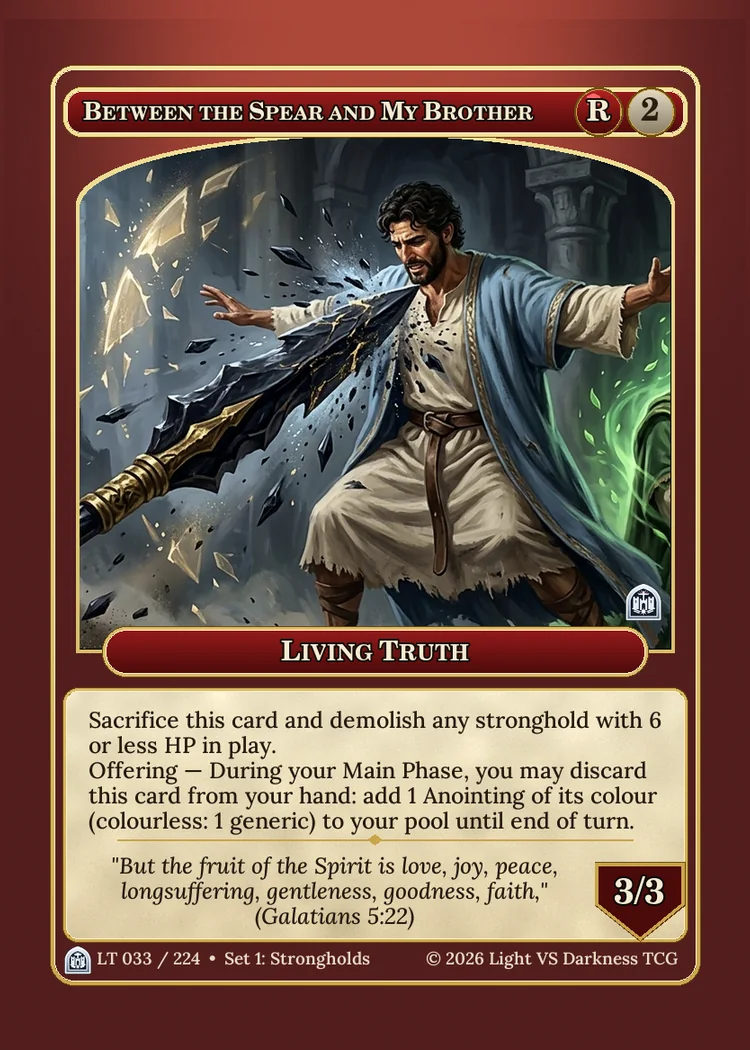 Between the Spear and My Brother R 2
Living Truth
Sacrifice this card and demolish any stronghold with 6
or less HP in play.
Offering — During your Main Phase, you may discard
this card from your hand: add 1 Anointing of its colour
(colourless: 1 generic) to your pool until end of turn.
"But the fruit of the Spirit is love, joy, peace,
longsuffering, gentleness, goodness, faith,"
(Galatians 5:22)
3/3
LT 033 / 224 • Set 1: Strongholds © 2026 Light VS Darkness TCG